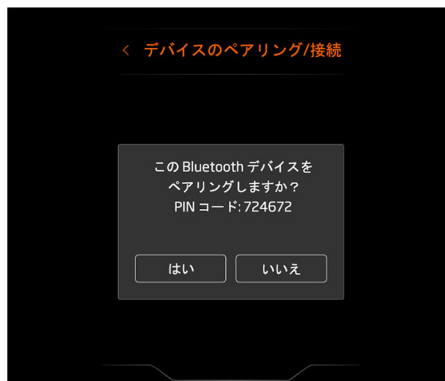 < デバイスのペアリング/接続
この Bluetooth デバイスを
ペアリングしますか？
PIN コード: 724672
はい
いいえ